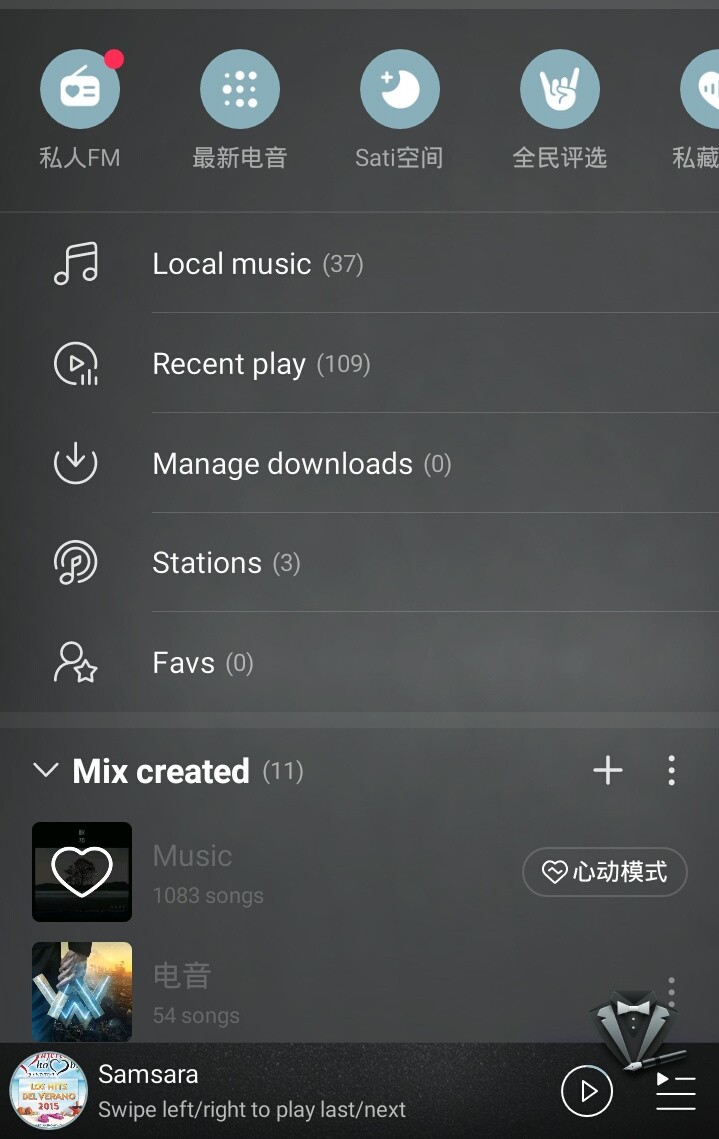 私人FM
最新电音
Sati空间
全民评选
私藏
Local music (37)
Recent play (109)
Manage downloads (0)
Stations (3)
Favs (0)
Mix created (11)
Music
1083 songs
心动模式
电音
54 songs
LOS HITS
DEL VERANO
2015
Samsara
Swipe left/right to play last/next